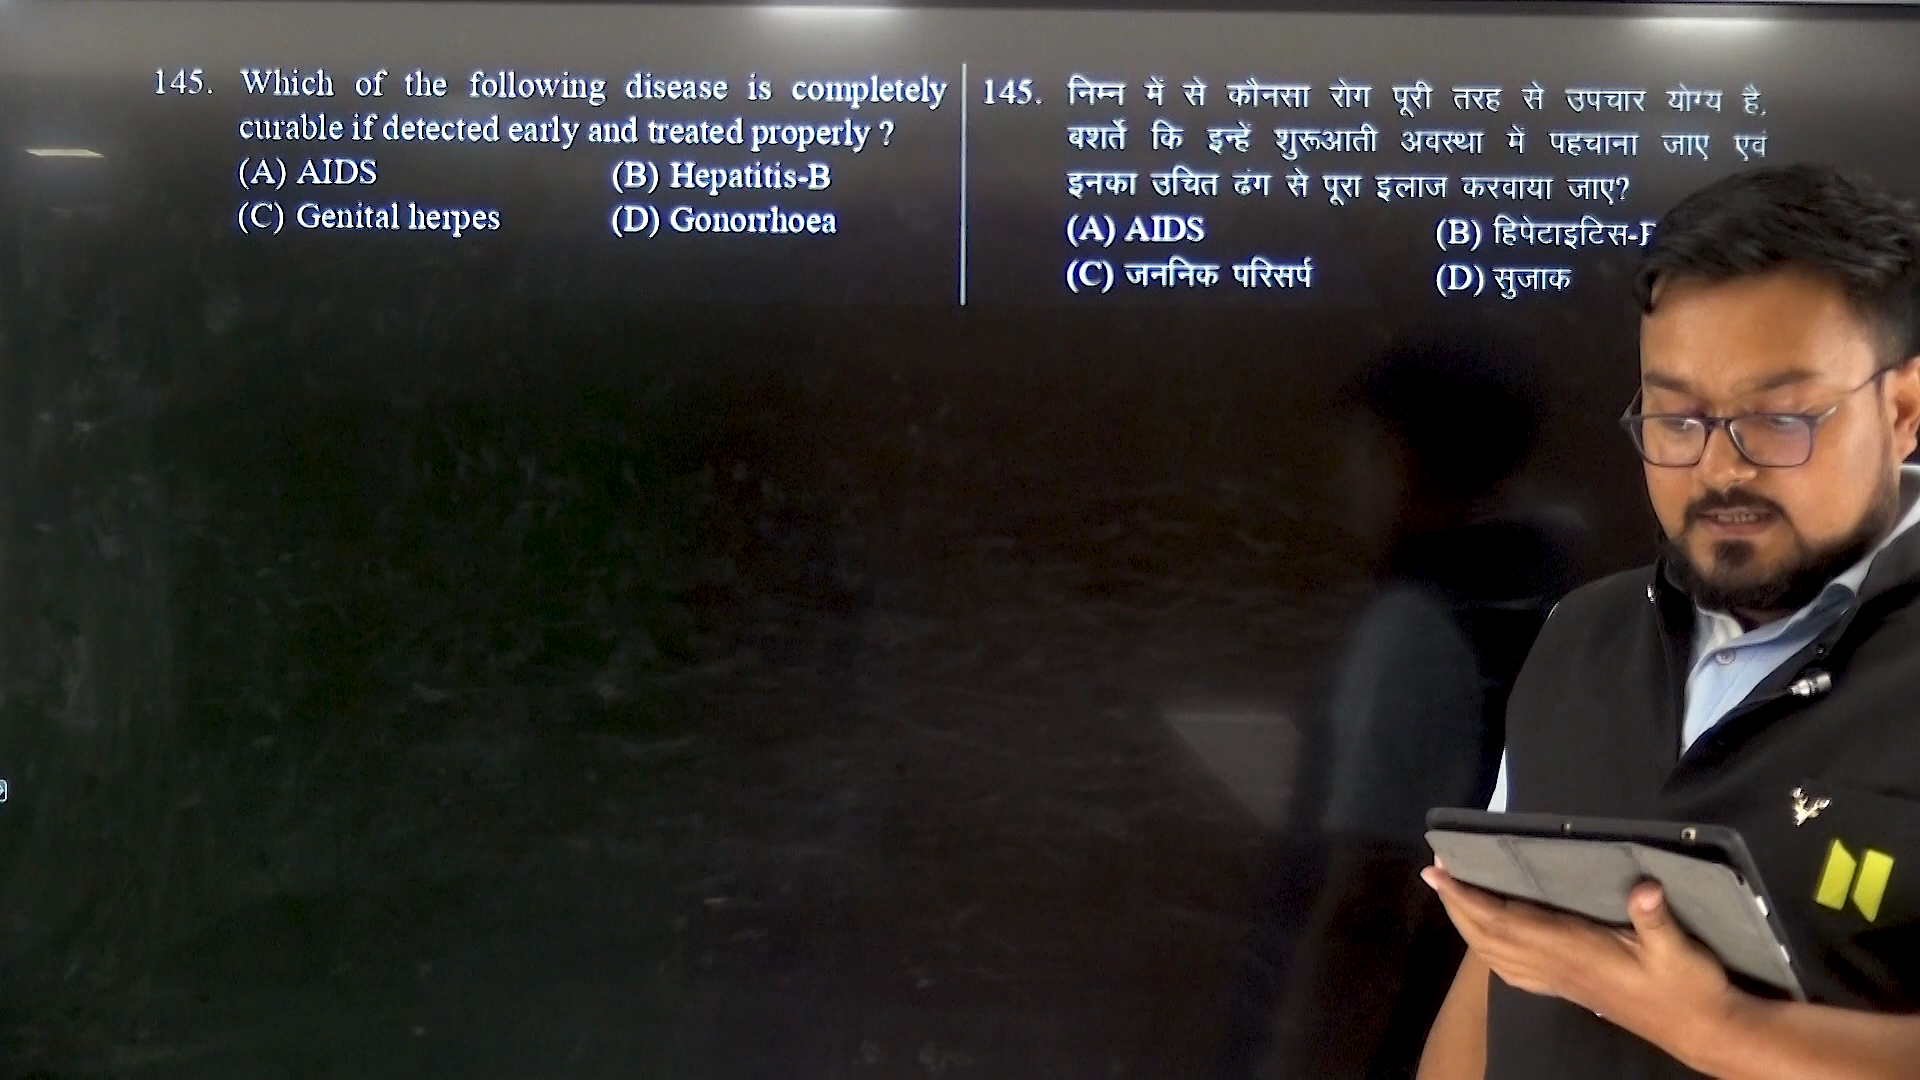 145. Which of the following disease is completely
curable if detected early and treated properly ?
(A) AIDS (B) Hepatitis-B
(C) Genital herpes (D) Gonorrhoea
145. निम्न में से कौनसा रोग पूरी तरह से उपचार योग्य है,
बशर्ते कि इन्हें शुरूआती अवस्था में पहचाना जाए एवं
इनका उचित ढंग से पूरा इलाज करवाया जाए?
(A) AIDS (B)
(C) जननिक परिसर्प (D) सुजाक